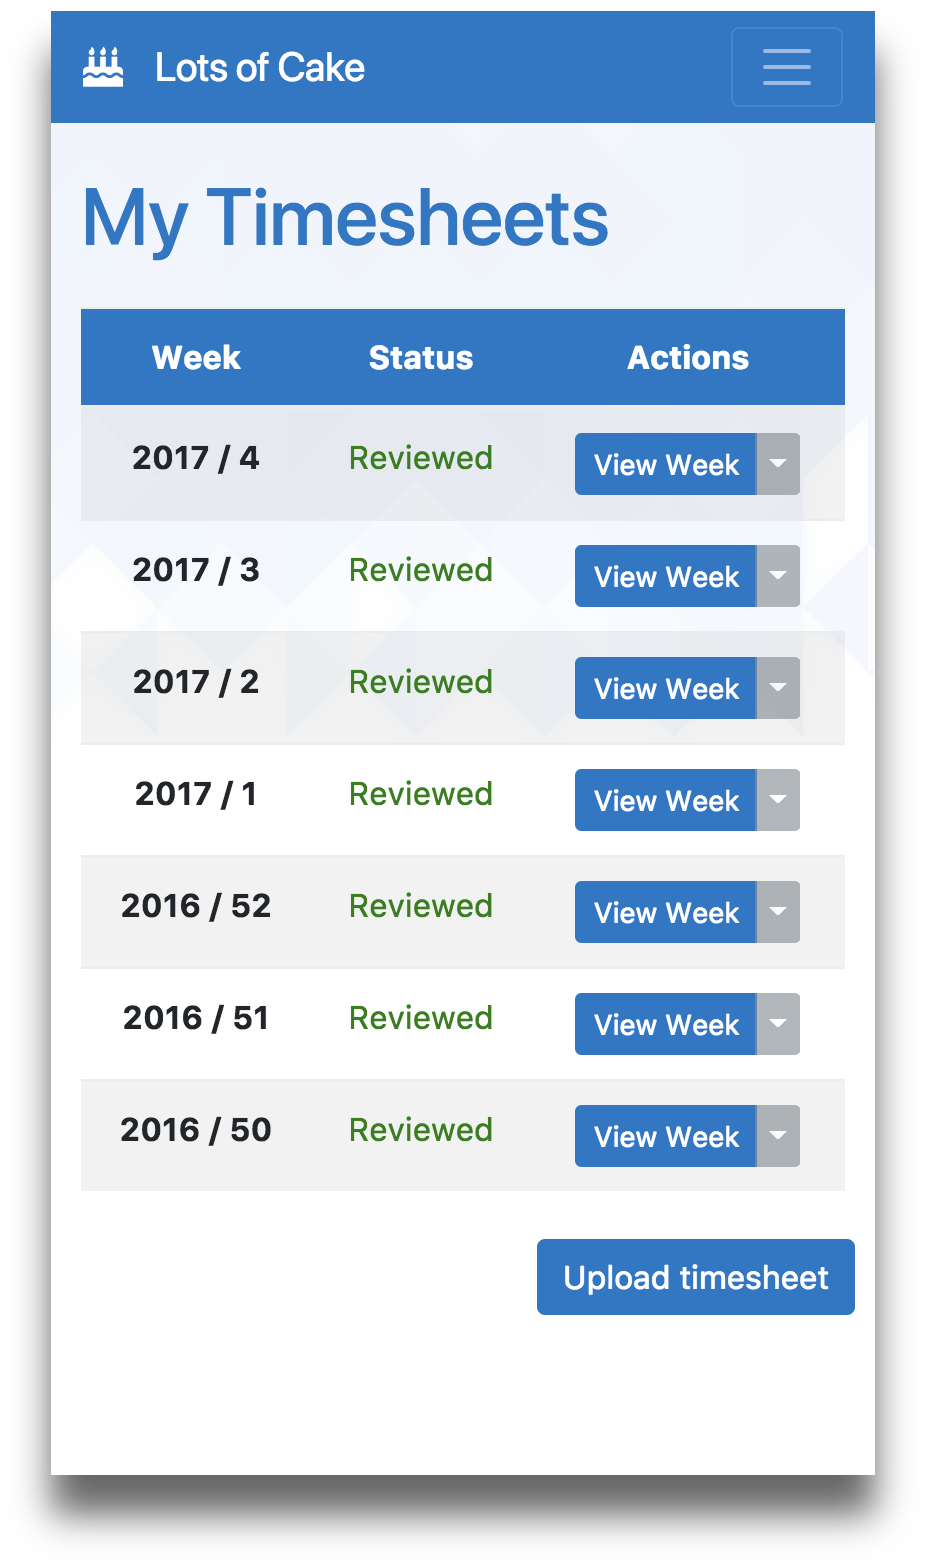 Lots of Cake
My Timesheets
Week Status Actions
2017 / 4 Reviewed View Week
2017 / 3 Reviewed View Week
2017 / 2 Reviewed View Week
2017 / 1 Reviewed View Week
2016 / 52 Reviewed View Week
2016 / 51 Reviewed View Week
2016 / 50 Reviewed View Week
Upload timesheet